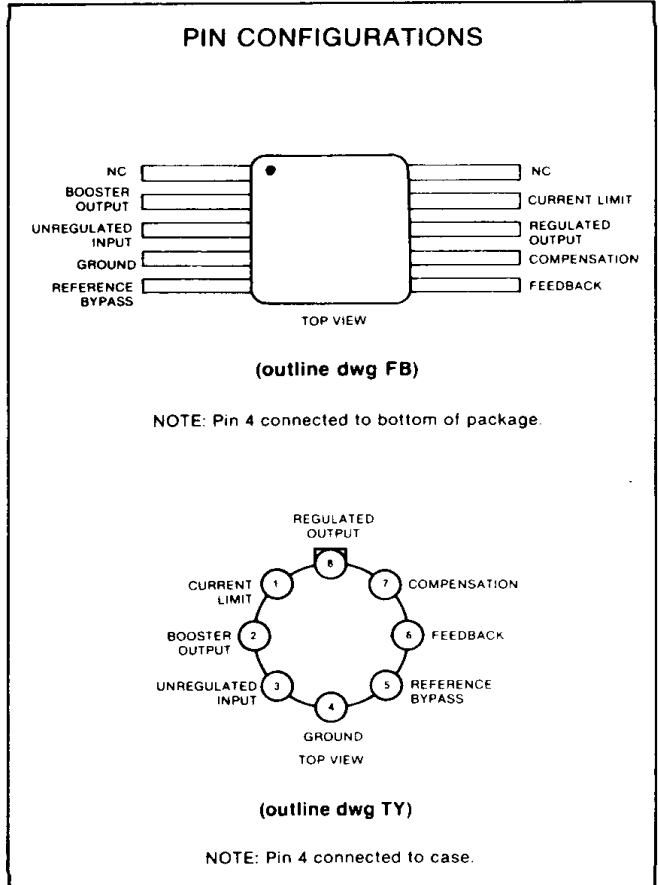 PIN CONFIGURATIONS
NC
BOOSTER
OUTPUT
UNREGULATED
INPUT
GROUND
REFERENCE
BYPASS
NC
CURRENT LIMIT
REGULATED
OUTPUT
COMPENSATION
FEEDBACK
TOP VIEW
(outline dwg FB)
NOTE: Pin 4 connected to bottom of package.
REGULATED
OUTPUT
8
CURRENT
LIMIT
1
7
COMPENSATION
BOOSTER
OUTPUT
2
6
FEEDBACK
UNREGULATED
INPUT
3
5
REFERENCE
BYPASS
4
GROUND
TOP VIEW
(outline dwg TY)
NOTE: Pin 4 connected to case.